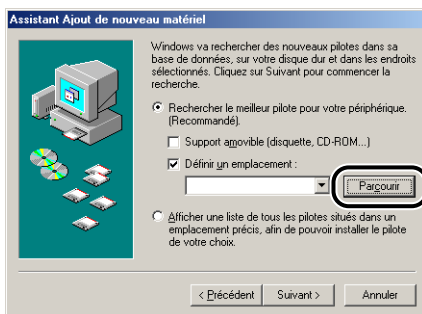 Assistant Ajout de nouveau matériel
Windows va rechercher des nouveaux pilotes dans sa
base de données, sur votre disque dur et dans les endroits
sélectionnés. Cliquez sur Suivant pour commencer la
recherche.
Rechercher le meilleur pilote pour votre périphérique.
(Recommandé).
Support amovible (disquette, CD-ROM...)
Définir un emplacement :
Parcourir
Afficher une liste de tous les pilotes situés dans un
emplacement précis, afin de pouvoir installer le pilote
de votre choix.
< Précédent Suivant > Annuler